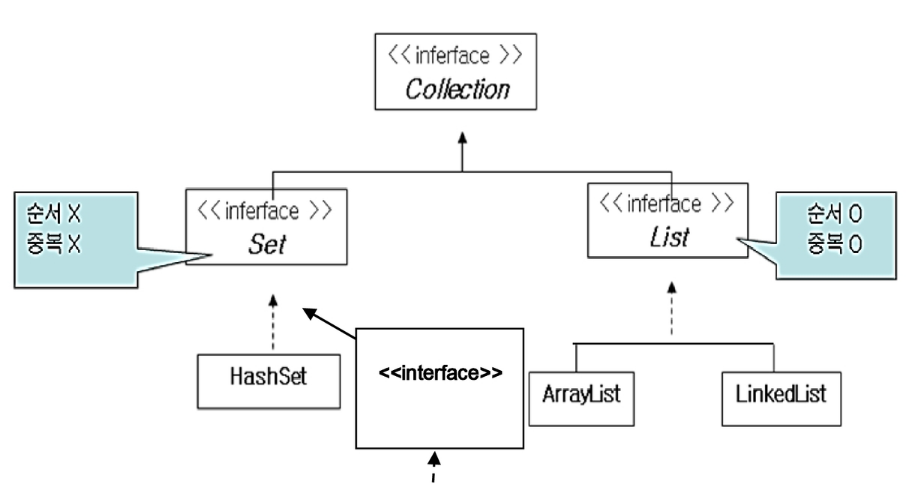 <<inferface >>
Collection
순서 X
중복 X
<<inferface >>
Set
<<inferface >>
List
순서 O
중복 O
HashSet
<<interface>>
ArrayList
LinkedList